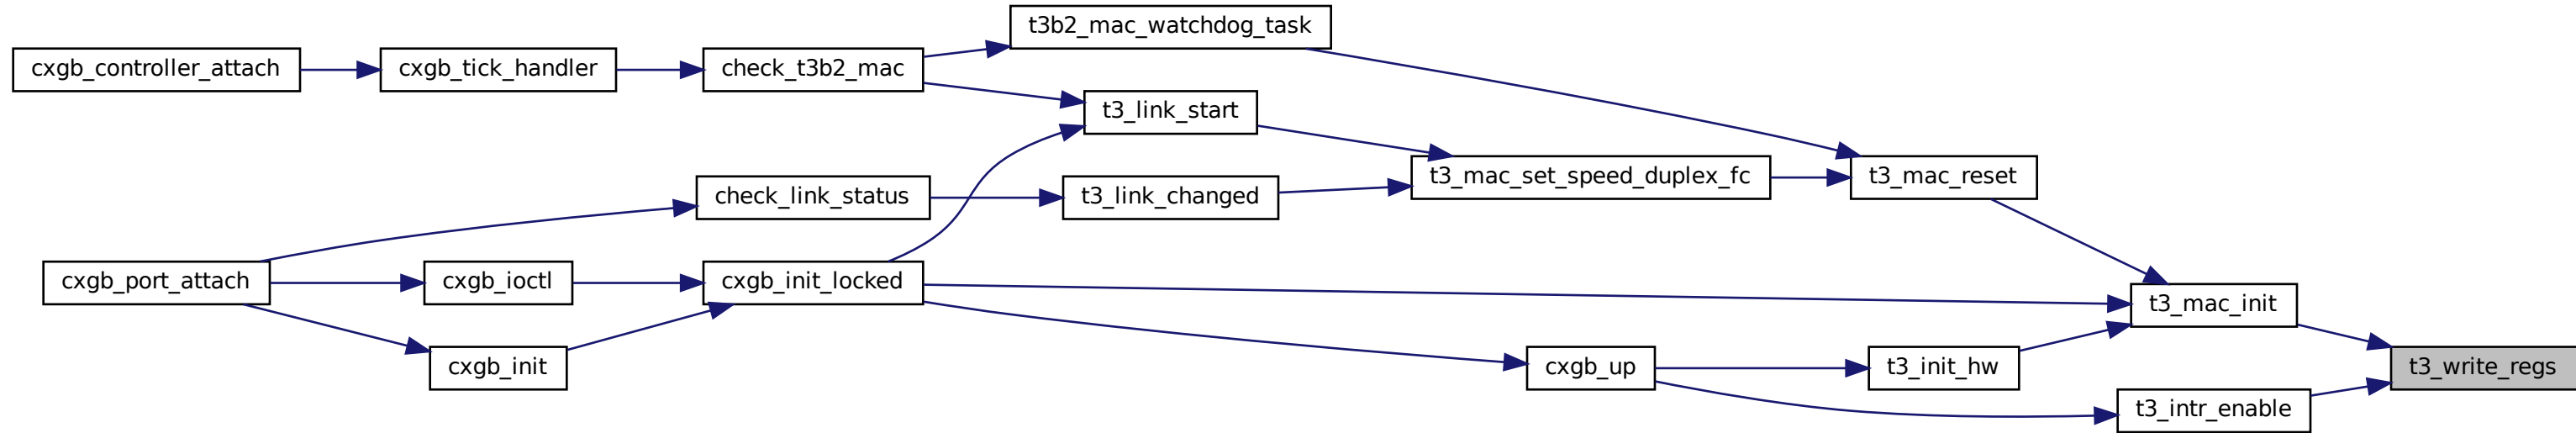 t3b2_mac_watchdog_task
cxgb_controller_attach
cxgb_tick_handler
check_t3b2_mac
t3_link_start
t3_mac_set_speed_duplex_fc
t3_mac_reset
check_link_status
t3_link_changed
cxgb_port_attach
cxgb_ioctl
cxgb_init_locked
t3_mac_init
cxgb_init
cxgb_up
t3_init_hw
t3_write_regs
t3_intr_enable